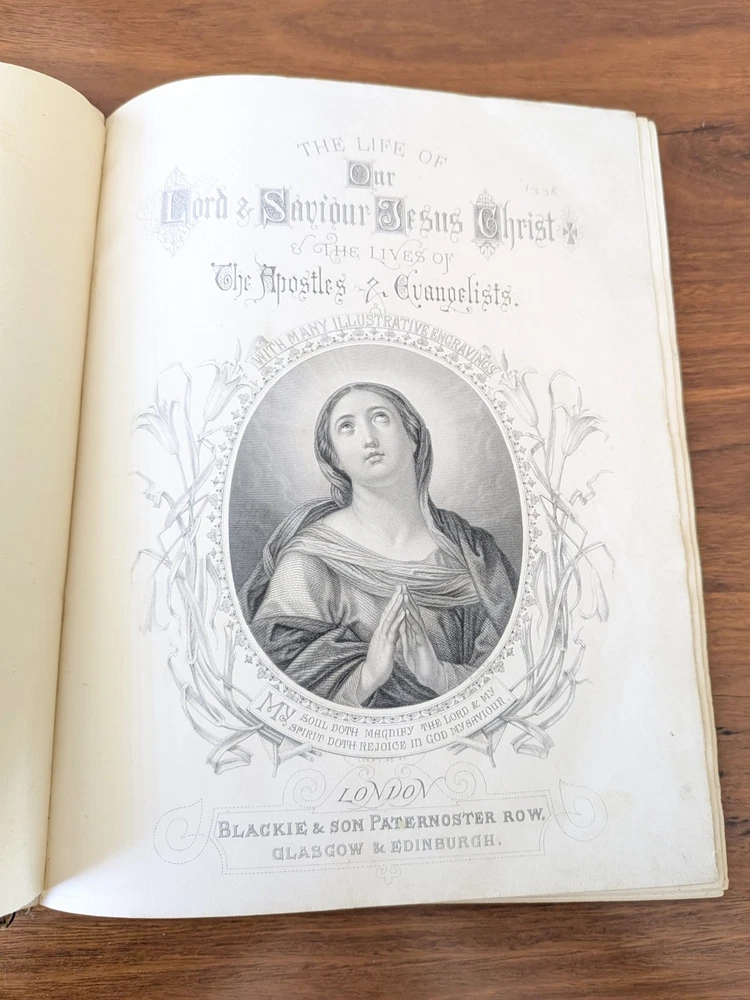 THE LIFE OF
Our
Lord & Saviour Jesus Christ
& THE LIVES OF
The Apostles & Evangelists.
WITH MANY ILLUSTRATIVE ENGRAVINGS
MY SOUL DOTH MAGNIFY THE LORD & MY
SPIRIT DOTH REJOICE IN GOD MY SAVIOUR.
LONDON
BLACKIE & SON PATERNOSTER ROW.
GLASGOW & EDINBURGH.